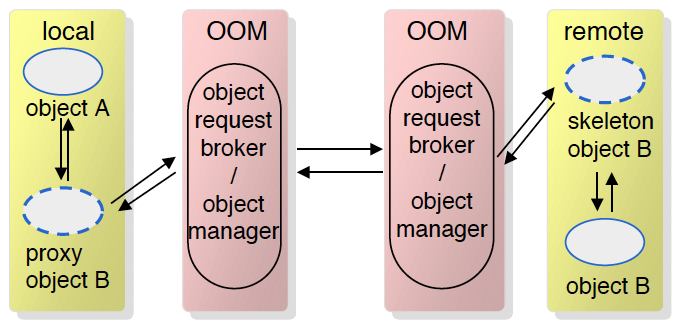 local
object A
proxy
object B
OOM
object
request
broker
/
object
manager
OOM
object
request
broker
/
object
manager
remote
skeleton
object B
object B